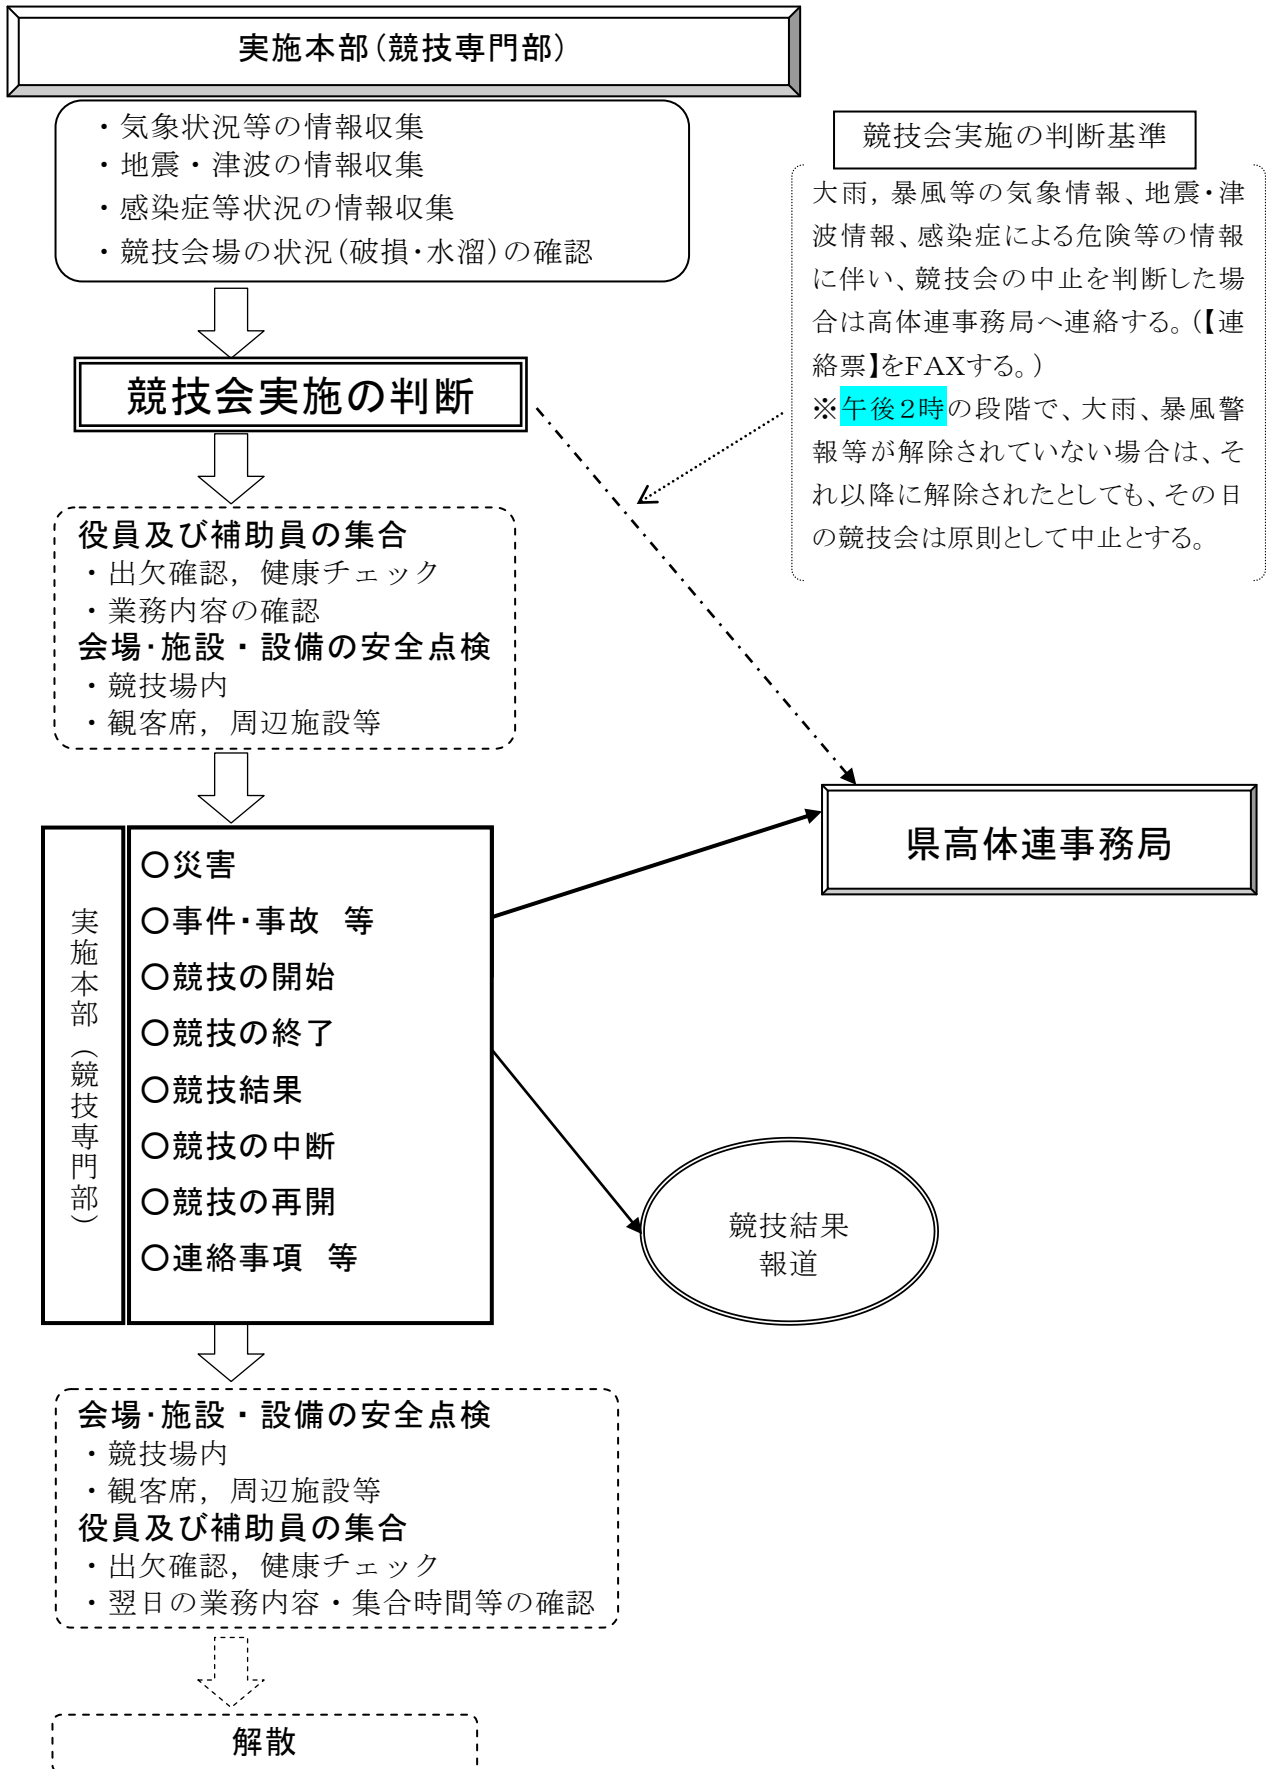 実施本部(競技専門部)
・気象状況等の情報収集
・地震・津波の情報収集
・感染症等状況の情報収集
・競技会場の状況(破損・水溜)の確認
競技会実施の判断基準
大雨,暴風等の気象情報、地震・津
波情報、感染症による危険等の情報
に伴い、競技会の中止を判断した場
合は高体連事務局へ連絡する。(【連
絡票】をFAXする。)
※午後2時の段階で、大雨、暴風警
報等が解除されていない場合は、そ
れ以降に解除されたとしても、その日
の競技会は原則として中止とする。
競技会実施の判断
役員及び補助員の集合
・出欠確認，健康チェック
・業務内容の確認
会場・施設・設備の安全点検
・競技場内
・観客席，周辺施設等
県高体連事務局
実施本部(競技専門部)
○災害
○事件・事故　等
○競技の開始
○競技の終了
○競技結果
○競技の中断
○競技の再開
○連絡事項　等
競技結果
報道
会場・施設・設備の安全点検
・競技場内
・観客席，周辺施設等
役員及び補助員の集合
・出欠確認，健康チェック
・翌日の業務内容・集合時間等の確認
解散